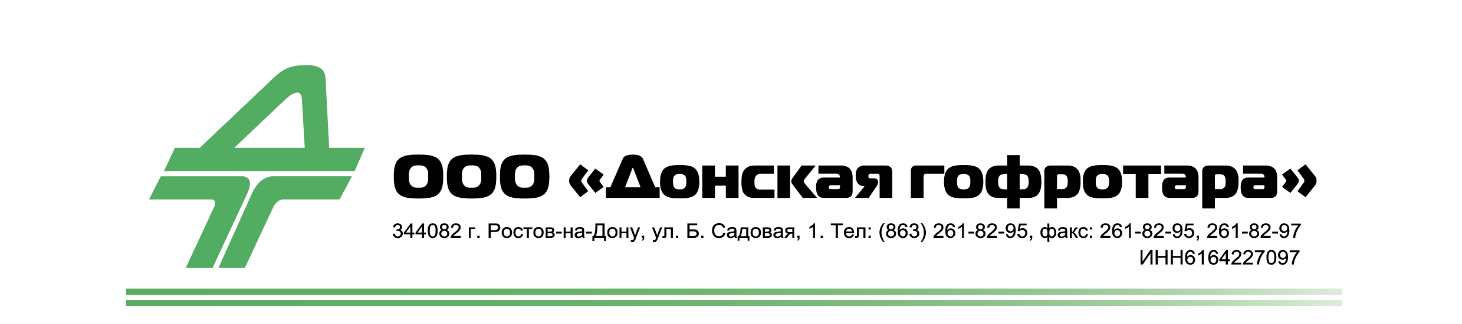 ООО «Донская гофротара»
344082 г. Ростов-на-Дону, ул. Б. Садовая, 1. Тел: (863) 261-82-95, факс: 261-82-95, 261-82-97
ИНН6164227097